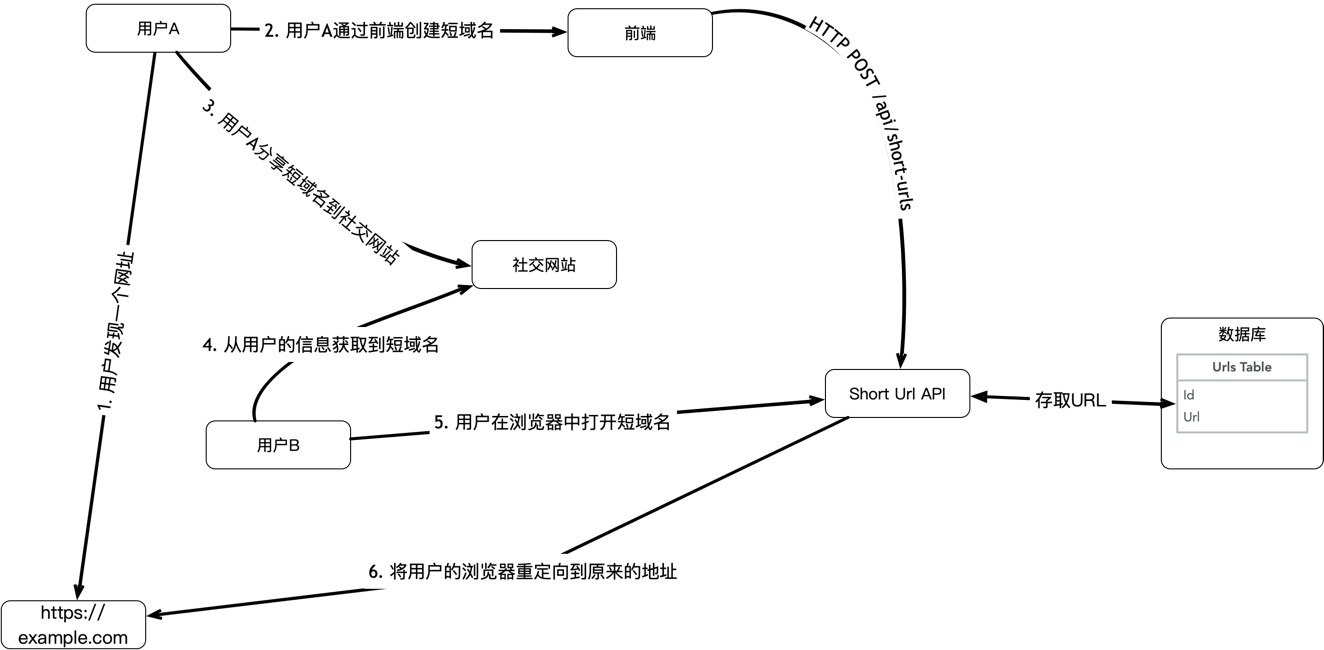 用户A
2. 用户A通过前端创建短域名
前端
HTTP POST /api/short-urls
3. 用户A分享短域名到社交网站
社交网站
1. 用户发现一个网址
4. 从用户的信息获取到短域名
用户B
5. 用户在浏览器中打开短域名
Short Url API
存取URL
数据库
Urls Table
Id
Url
6. 将用户的浏览器重定向到原来的地址
https://
example.com